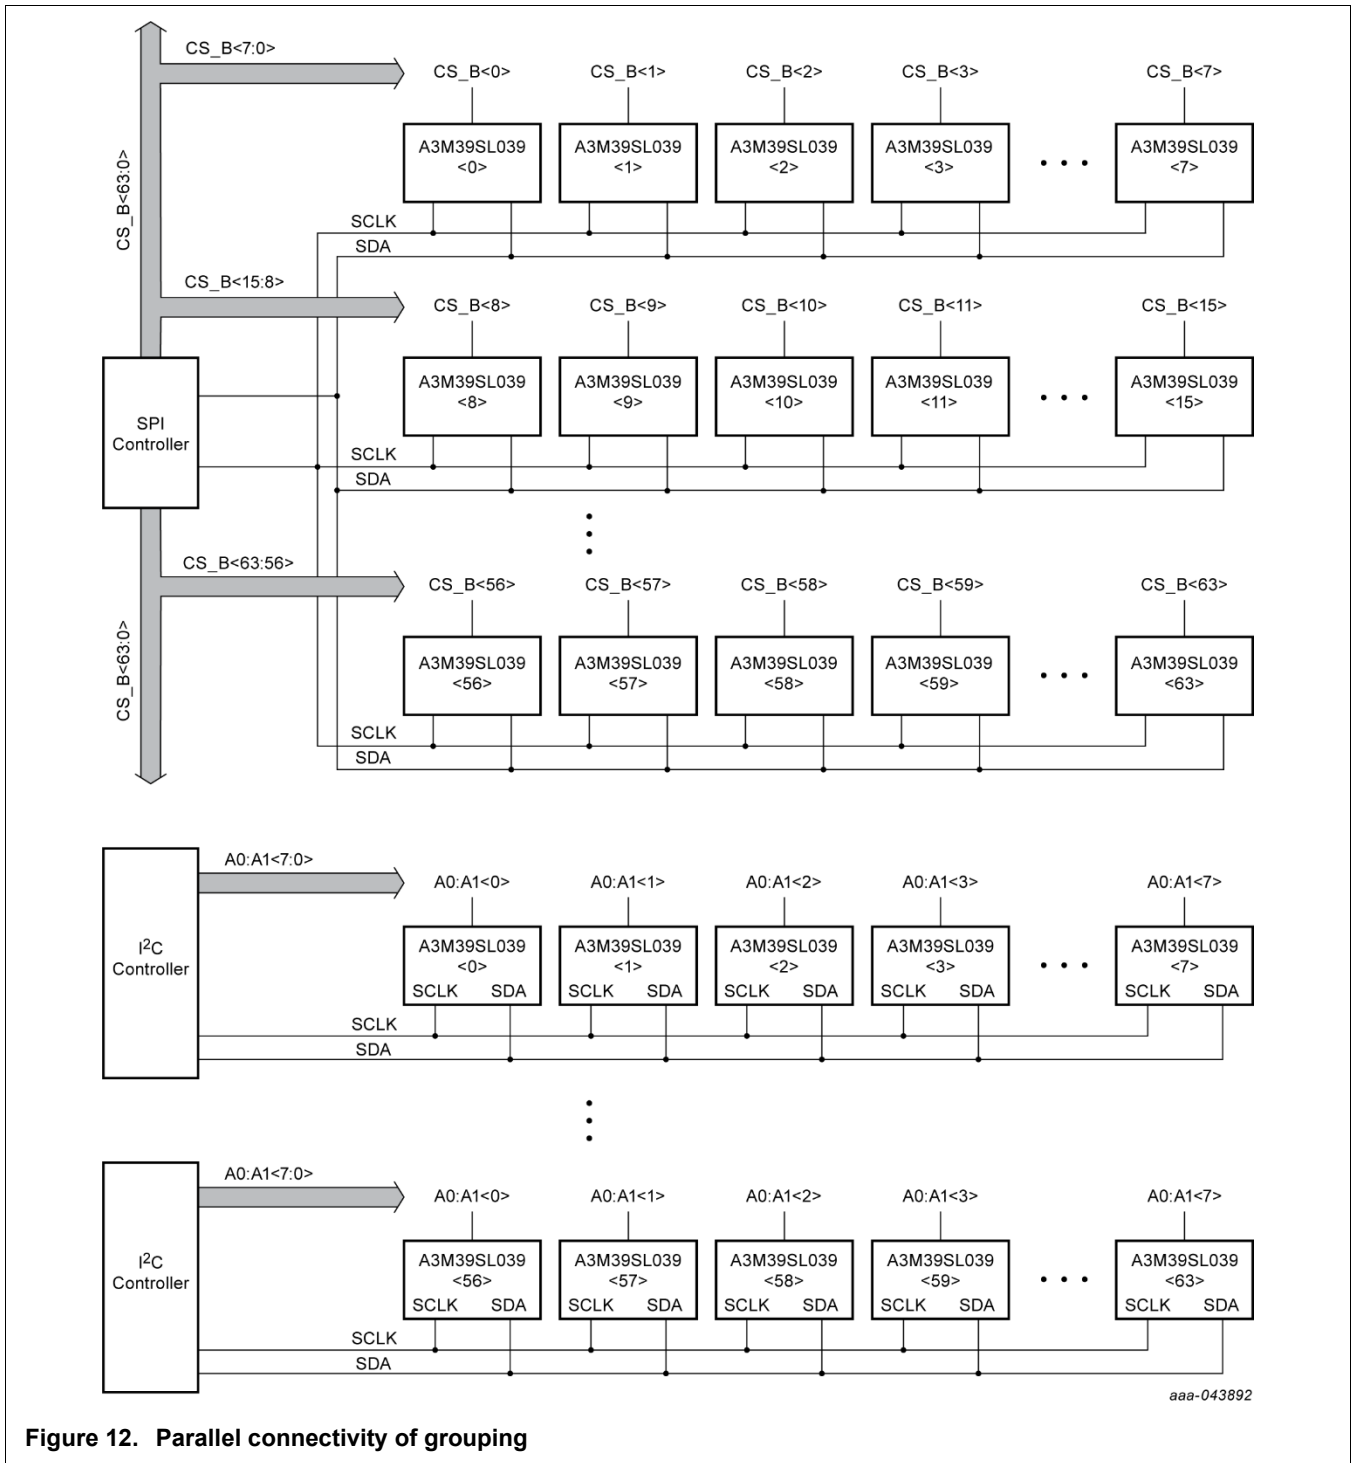 CS_B<7:0>
CS_B<0> CS_B<1> CS_B<2> CS_B<3> CS_B<7>
A3M39SL039 A3M39SL039 A3M39SL039 A3M39SL039 A3M39SL039
<0> <1> <2> <3> • • • <7>
CS_B<63:0>
SCLK
SDA
CS_B<15:8>
CS_B<8> CS_B<9> CS_B<10> CS_B<11> CS_B<15>
A3M39SL039 A3M39SL039 A3M39SL039 A3M39SL039 A3M39SL039
<8> <9> <10> <11> • • • <15>
SPI
Controller
SCLK
SDA
CS_B<63:56>
CS_B<56> CS_B<57> CS_B<58> CS_B<59> CS_B<63>
CS_B<63:0>
A3M39SL039 A3M39SL039 A3M39SL039 A3M39SL039 A3M39SL039
<56> <57> <58> <59> • • • <63>
SCLK
SDA
A0:A1<7:0>
A0:A1<0> A0:A1<1> A0:A1<2> A0:A1<3> A0:A1<7>
I²C
Controller
A3M39SL039 A3M39SL039 A3M39SL039 A3M39SL039 A3M39SL039
<0> <1> <2> <3> • • • <7>
SCLK SDA SCLK SDA SCLK SDA SCLK SDA SCLK SDA
SCLK
SDA
A0:A1<7:0>
A0:A1<0> A0:A1<1> A0:A1<2> A0:A1<3> A0:A1<7>
I²C
Controller
A3M39SL039 A3M39SL039 A3M39SL039 A3M39SL039 A3M39SL039
<56> <57> <58> <59> • • • <63>
SCLK SDA SCLK SDA SCLK SDA SCLK SDA SCLK SDA
SCLK
SDA
aaa-043892
Figure 12. Parallel connectivity of grouping